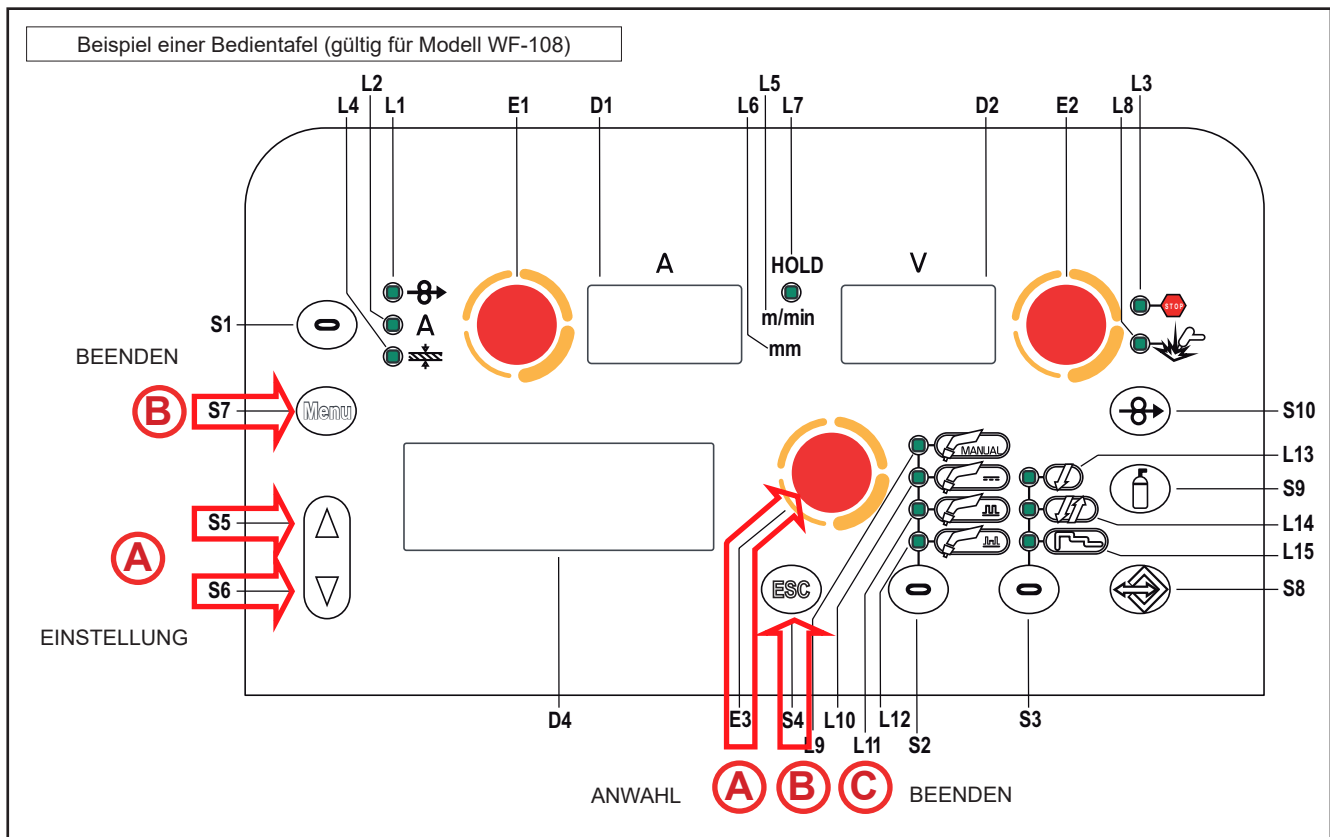 Beispiel einer Bedientafel (gültig für Modell WF-108)
L2 L5 L3
L4 L1 E1 D1 L6 L7 D2 E2 L8
A HOLD V
STOP
S1 A m/min
mm
BEENDEN
B S7 Menu S10
MANUAL L13
S5 S9
A L14
L15
S6 ESC S8
EINSTELLUNG
D4 E3 S4 L10 L12 S3
L9 L11 S2
ANWAHL A B C BEENDEN